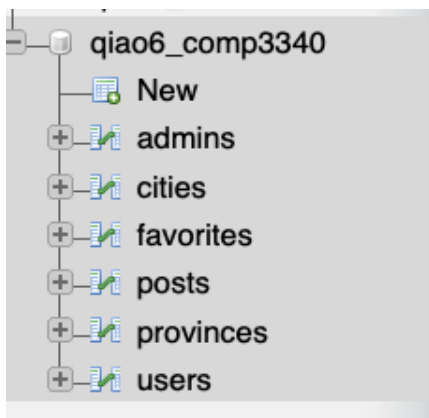 qiao6_comp3340
New
admins
cities
favorites
posts
provinces
users